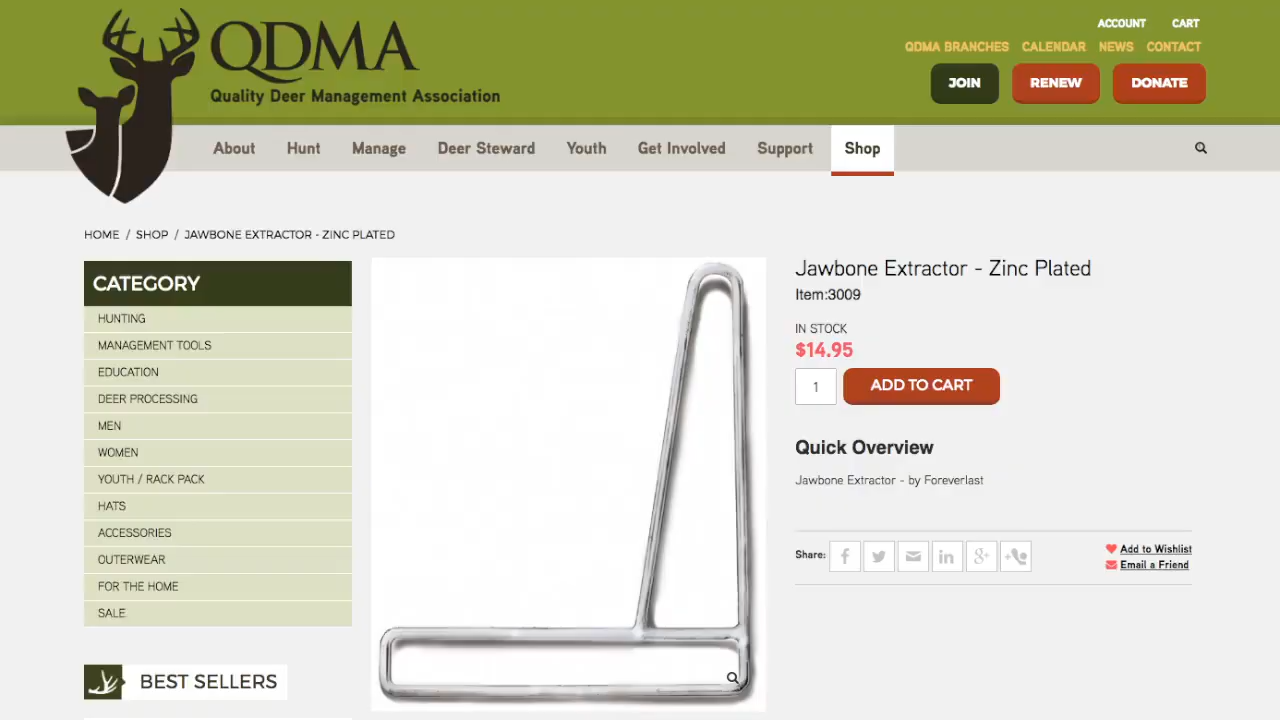 QDMA
Quality Deer Management Association
ACCOUNT CART
QDMA BRANCHES CALENDAR NEWS CONTACT
JOIN RENEW DONATE
About Hunt Manage Deer Steward Youth Get Involved Support Shop
HOME / SHOP / JAWBONE EXTRACTOR - ZINC PLATED
CATEGORY
HUNTING
MANAGEMENT TOOLS
EDUCATION
DEER PROCESSING
MEN
WOMEN
YOUTH / RACK PACK
HATS
ACCESSORIES
OUTERWEAR
FOR THE HOME
SALE
BEST SELLERS
Jawbone Extractor - Zinc Plated
Item:3009
IN STOCK
$14.95
1 ADD TO CART
Quick Overview
Jawbone Extractor - by Foreverlast
Share:
Add to Wishlist
Email a Friend